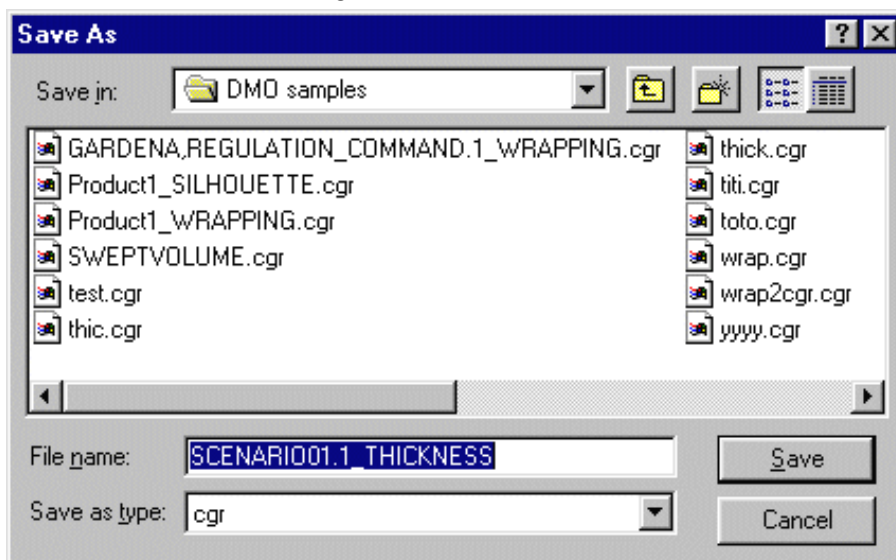 Save As
Save in: DMO samples
GARDENA,REGULATION_COMMAND.1_WRAPPING.cgr
Product1_SILHOUETTE.cgr
Product1_WRAPPING.cgr
SWEPTVOLUME.cgr
test.cgr
thic.cgr
thick.cgr
titi.cgr
toto.cgr
wrap.cgr
wrap2cgr.cgr
yyyy.cgr
File name: SCENARIO01.1_THICKNESS
Save
Save as type: cgr
Cancel